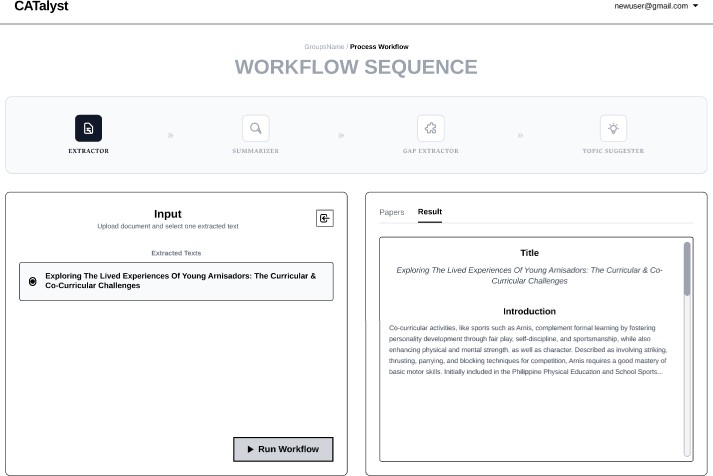 CATalyst
newuser@gmail.com
GroupsName / Process Workflow
WORKFLOW SEQUENCE
EXTRACTOR
SUMMARIZER
GAP EXTRACTOR
TOPIC SUGGESTER
Input
Upload document and select one extracted text
Extracted Texts
Exploring The Lived Experiences Of Young Arnisadors: The Curricular &
Co-Curricular Challenges
Run Workflow
Papers Result
Title
Exploring The Lived Experiences Of Young Arnisadors: The Curricular & Co-
Curricular Challenges
Introduction
Co-curricular activities, like sports such as Arnis, complement formal learning by fostering
personality development through fair play, self-discipline, and sportsmanship, while also
enhancing physical and mental strength, as well as character. Described as involving striking,
thrusting, parrying, and blocking techniques for competition, Arnis requires a good mastery of
basic motor skills. Initially included in the Philippine Physical Education and School Sports...